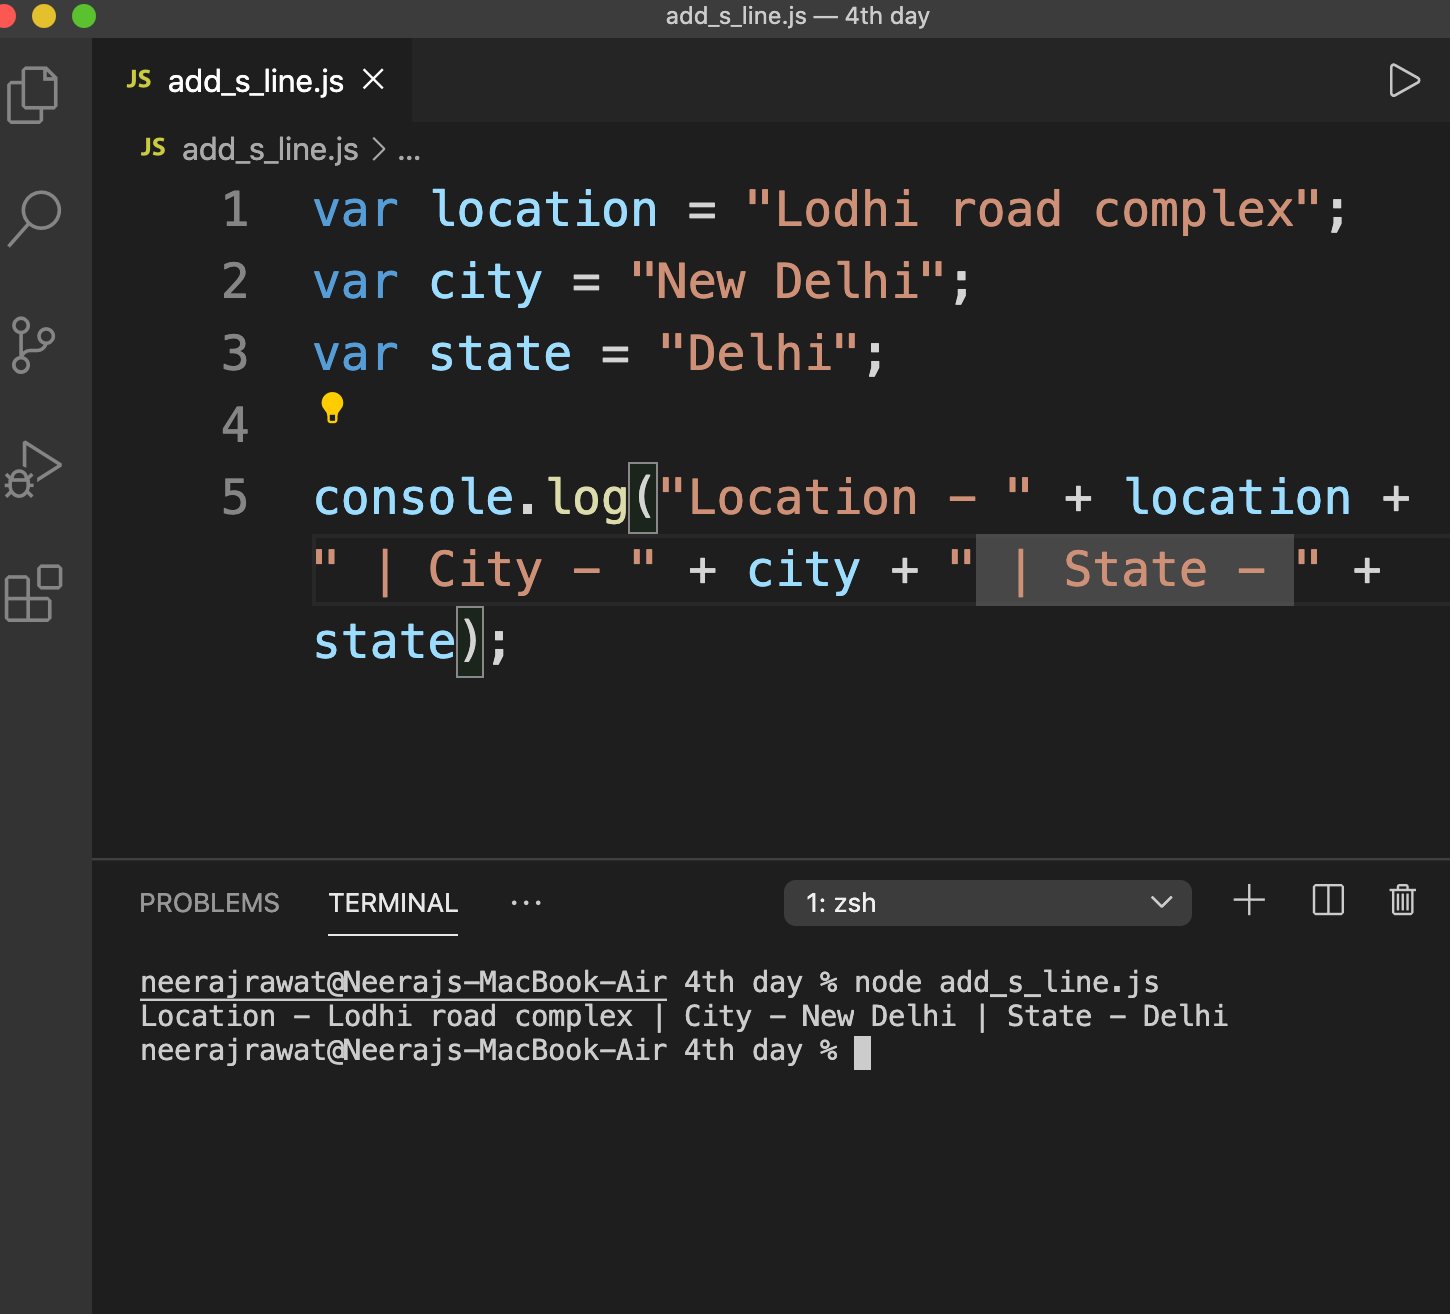 add_s_line.js — 4th day
JS add_s_line.js
JS add_s_line.js > ...
1 var location = "Lodhi road complex";
2 var city = "New Delhi";
3 var state = "Delhi";
4
5 console.log("Location - " + location +
" | City - " + city + " | State - " +
state);
PROBLEMS TERMINAL ... 1: zsh
neerajrawat@Neerajs-MacBook-Air 4th day % node add_s_line.js
Location - Lodhi road complex | City - New Delhi | State - Delhi
neerajrawat@Neerajs-MacBook-Air 4th day %